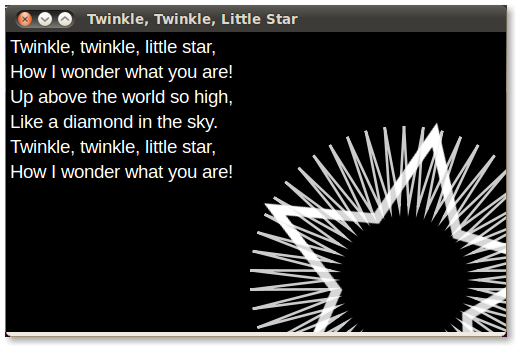 Twinkle, Twinkle, Little Star
Twinkle, twinkle, little star,
How I wonder what you are!
Up above the world so high,
Like a diamond in the sky.
Twinkle, twinkle, little star,
How I wonder what you are!